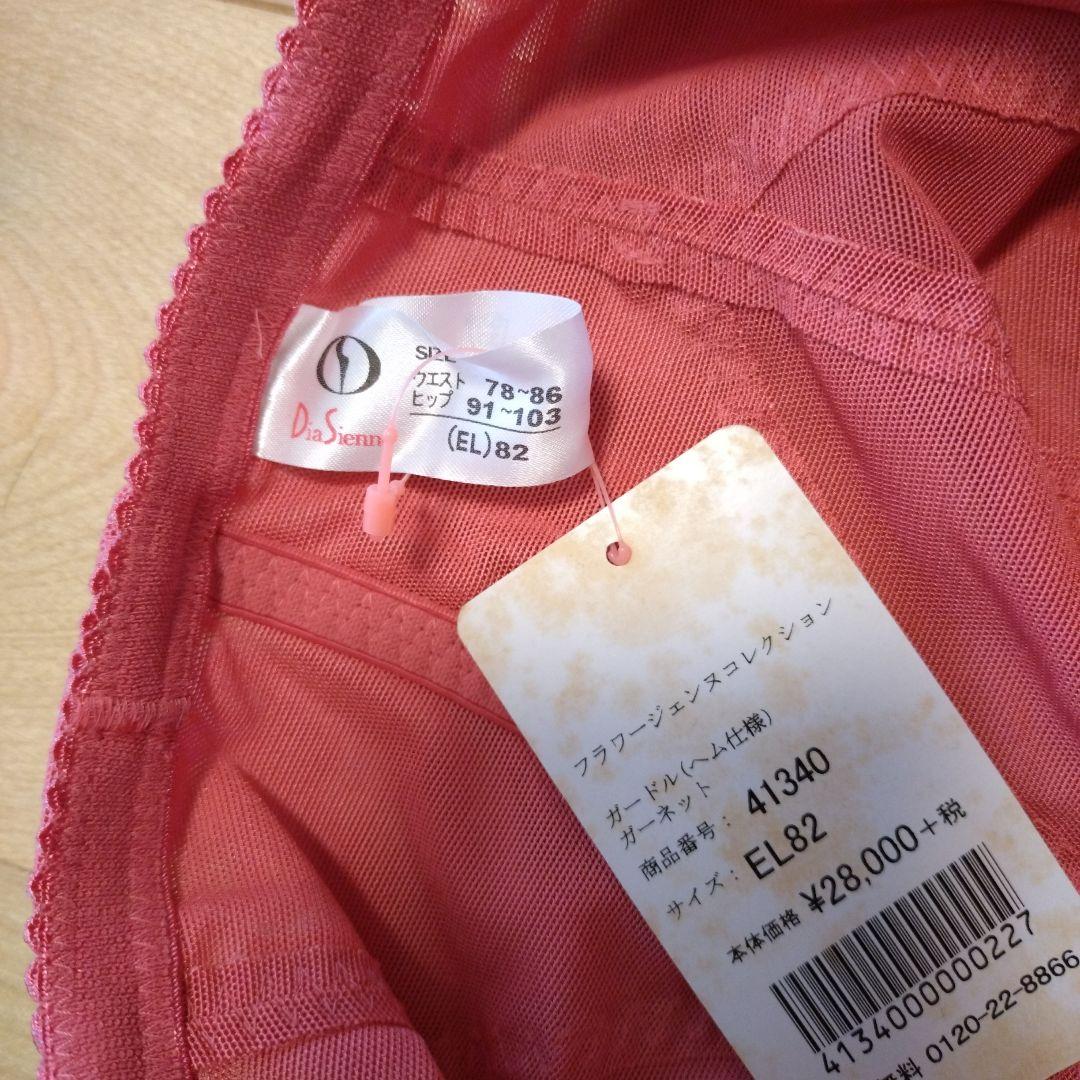 SIZE
ウエスト 78~86
ヒップ 91~103
(EL)82
DiaSienn
フラワージェンヌコレクション
ガードル(ヘム仕様)
ガーネット
商品番号: 41340
サイズ: EL82
本体価格 ¥28,000+税
4134000000227
料 0120-22-8866